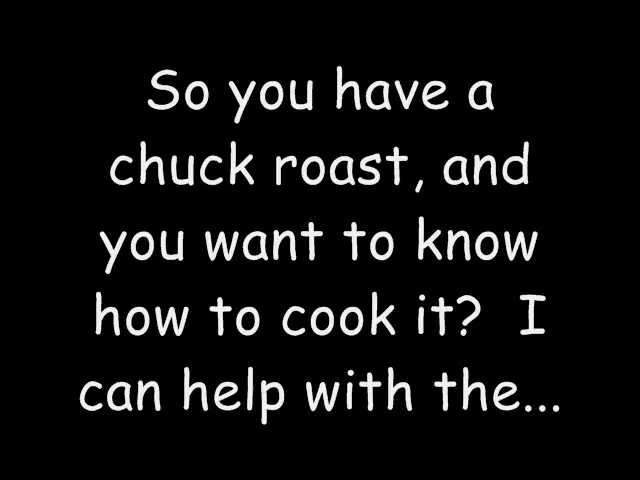 So you have a
chuck roast, and
you want to know
how to cook it?  I
can help with the...